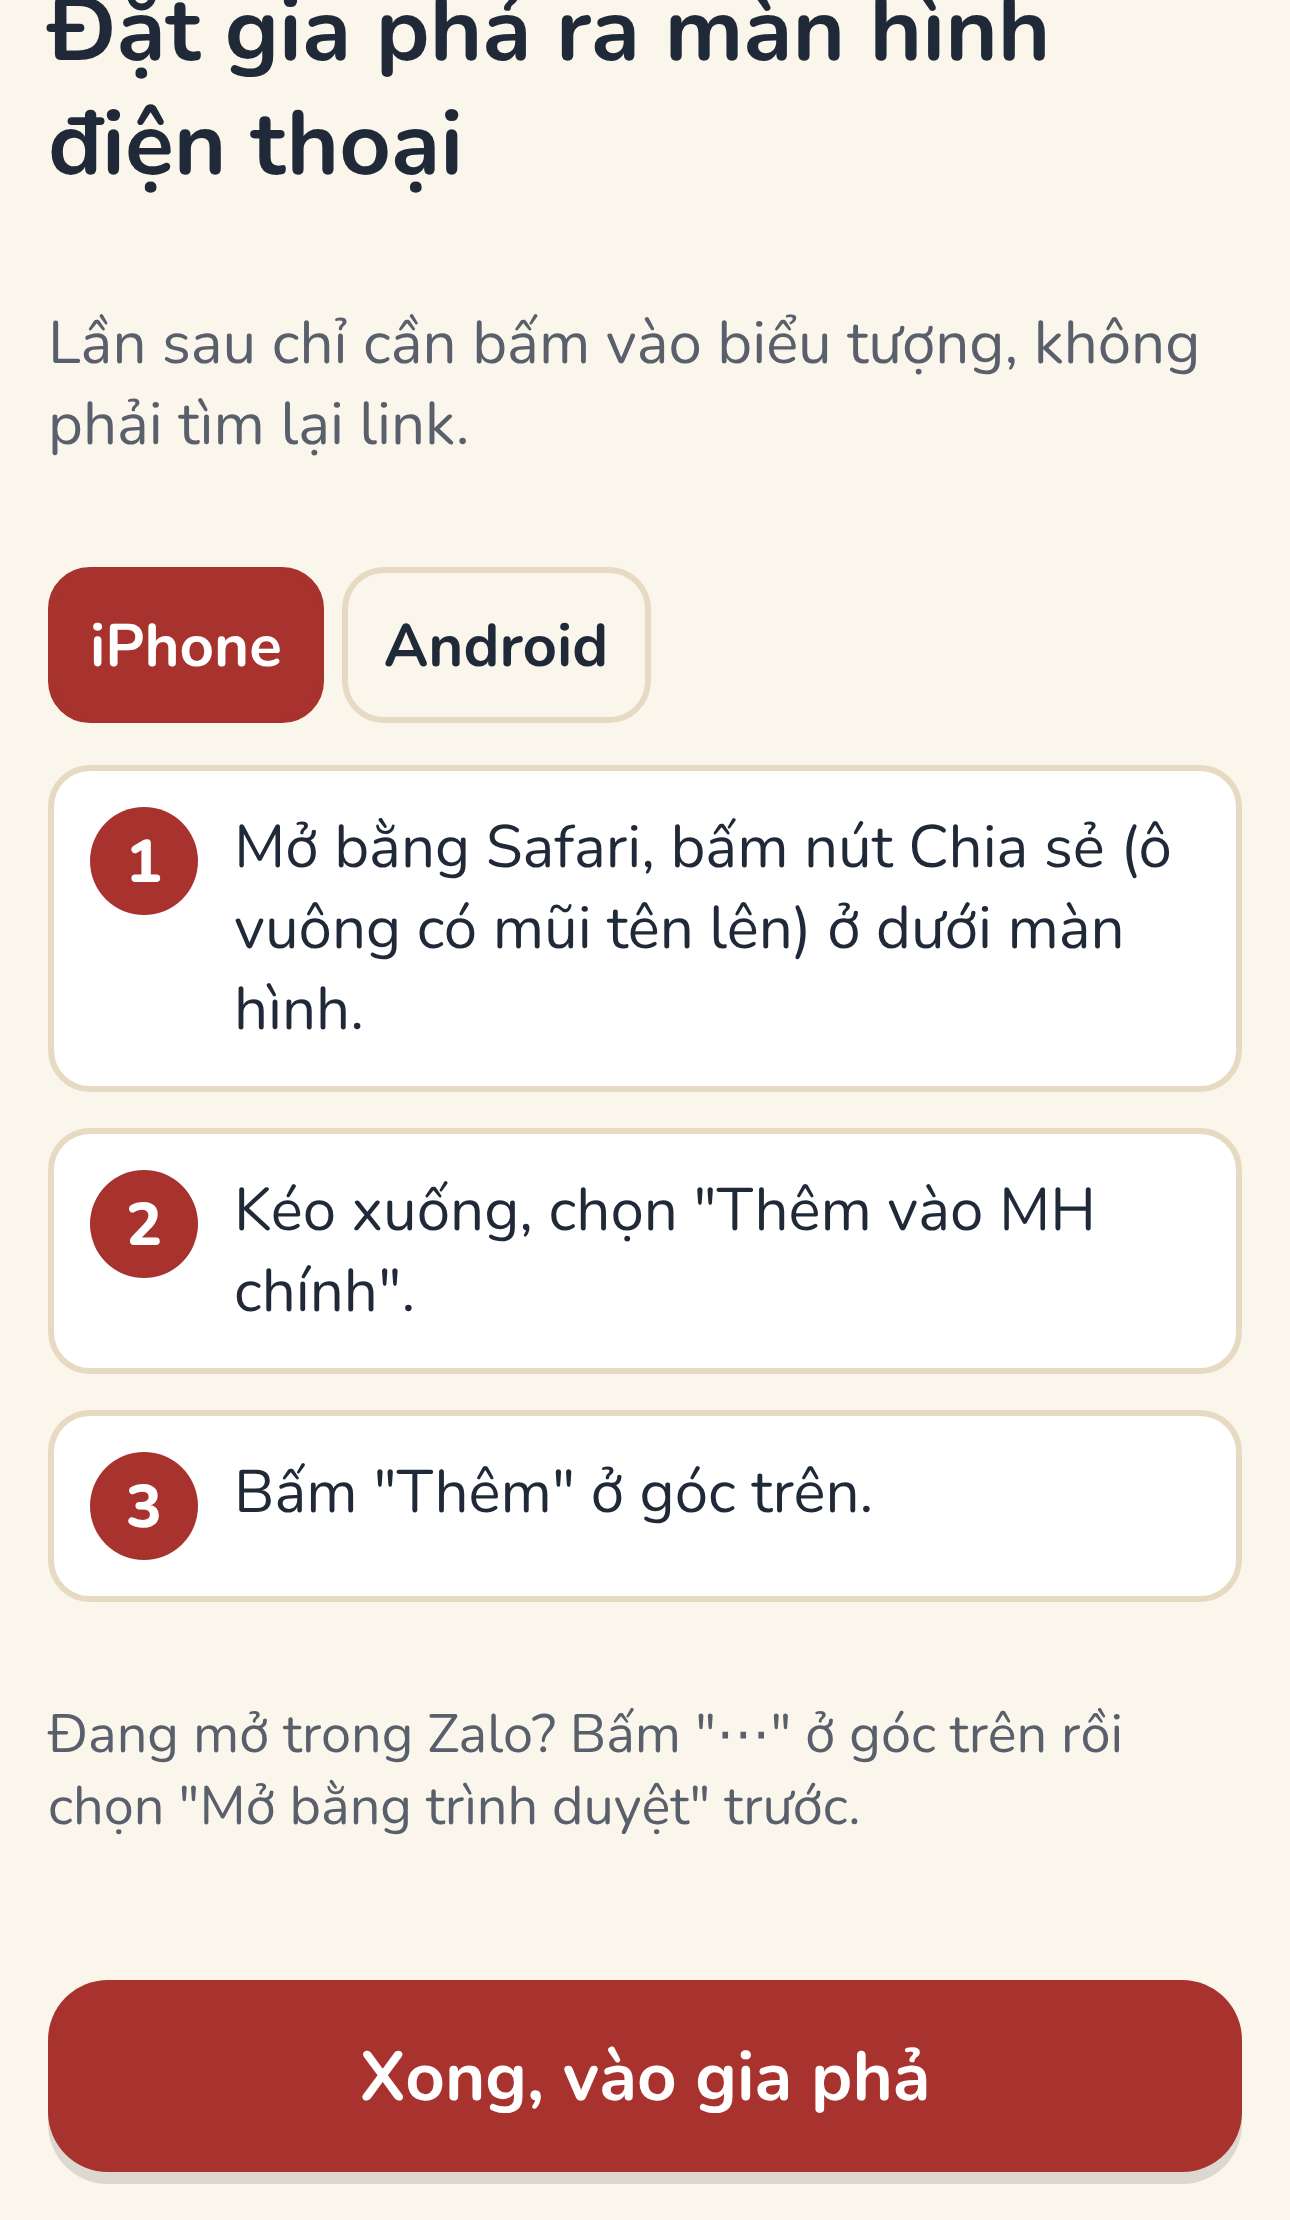 Đặt gia phả ra màn hình
điện thoại
Lần sau chỉ cần bấm vào biểu tượng, không
phải tìm lại link.
iPhone
Android
1
Mở bằng Safari, bấm nút Chia sẻ (ô
vuông có mũi tên lên) ở dưới màn
hình.
2
Kéo xuống, chọn "Thêm vào MH
chính".
3
Bấm "Thêm" ở góc trên.
Đang mở trong Zalo? Bấm "⋯" ở góc trên rồi
chọn "Mở bằng trình duyệt" trước.
Xong, vào gia phả